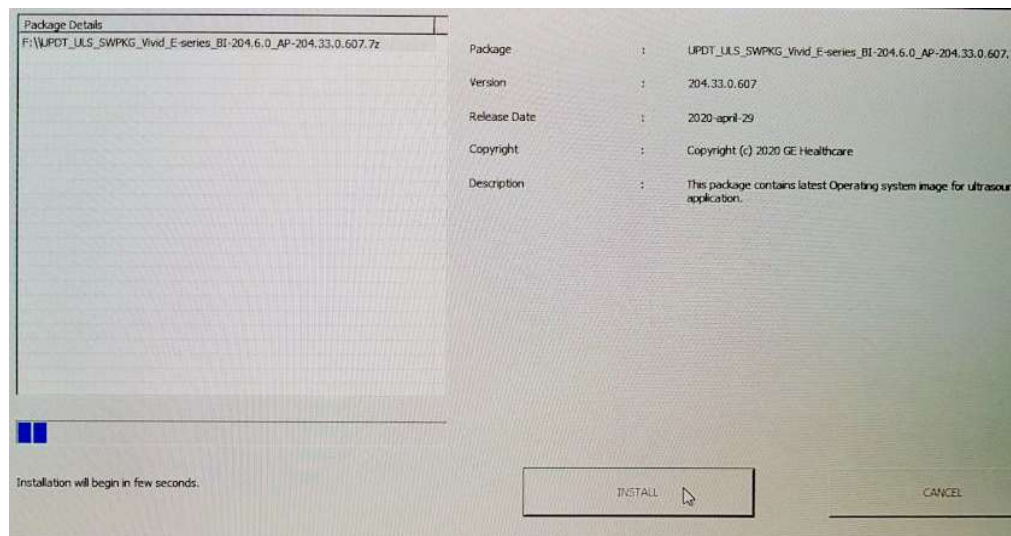 Package Details
F:\\UPDT_ULS_SWPKG_Vivid_E-series_BI-204.6.0_AP-204.33.0.607.7z
Package : UPDT_ULS_SWPKG_Vivid_E-series_BI-204.6.0_AP-204.33.0.607.
Version : 204.33.0.607
Release Date : 2020-april-29
Copyright : Copyright (c) 2020 GE Healthcare
Description : This package contains latest Operating system image for ultrasour
application.
Installation will begin in few seconds.
INSTALL
CANCEL